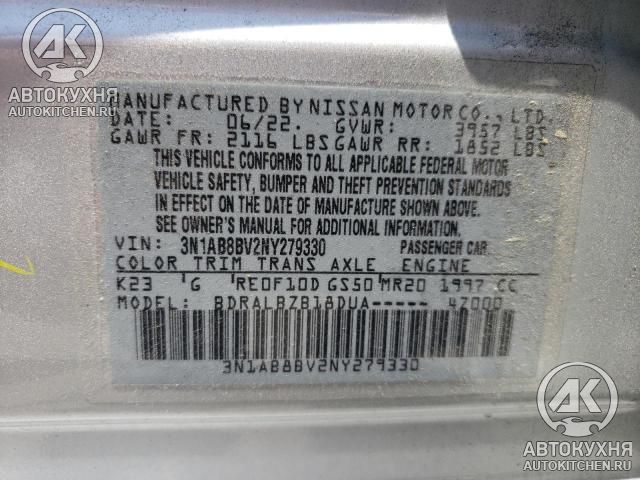 MANUFACTURED BY NISSAN MOTOR CO., LTD.
DATE: 06/22. GVWR: 3957 LBS
GAWR FR: 2116 LBS GAWR RR: 1852 LBS
THIS VEHICLE CONFORMS TO ALL APPLICABLE FEDERAL MOTOR
VEHICLE SAFETY, BUMPER AND THEFT PREVENTION STANDARDS
IN EFFECT ON THE DATE OF MANUFACTURE SHOWN ABOVE.
SEE OWNER'S MANUAL FOR ADDITIONAL INFORMATION.
VIN: 3N1AB8BV2NY279330 PASSENGER CAR
COLOR TRIM TRANS AXLE ENGINE
K23 G RE0F10D GS50 MR20 1997 CC
MODEL: BDRALBZB18DUA----- 47000
3N1AB8BV2NY279330
АК
АВТОКУХНЯ
AUTOKITCHEN.RU
АК
АВТОКУХНЯ
AUTOKITCHEN.RU